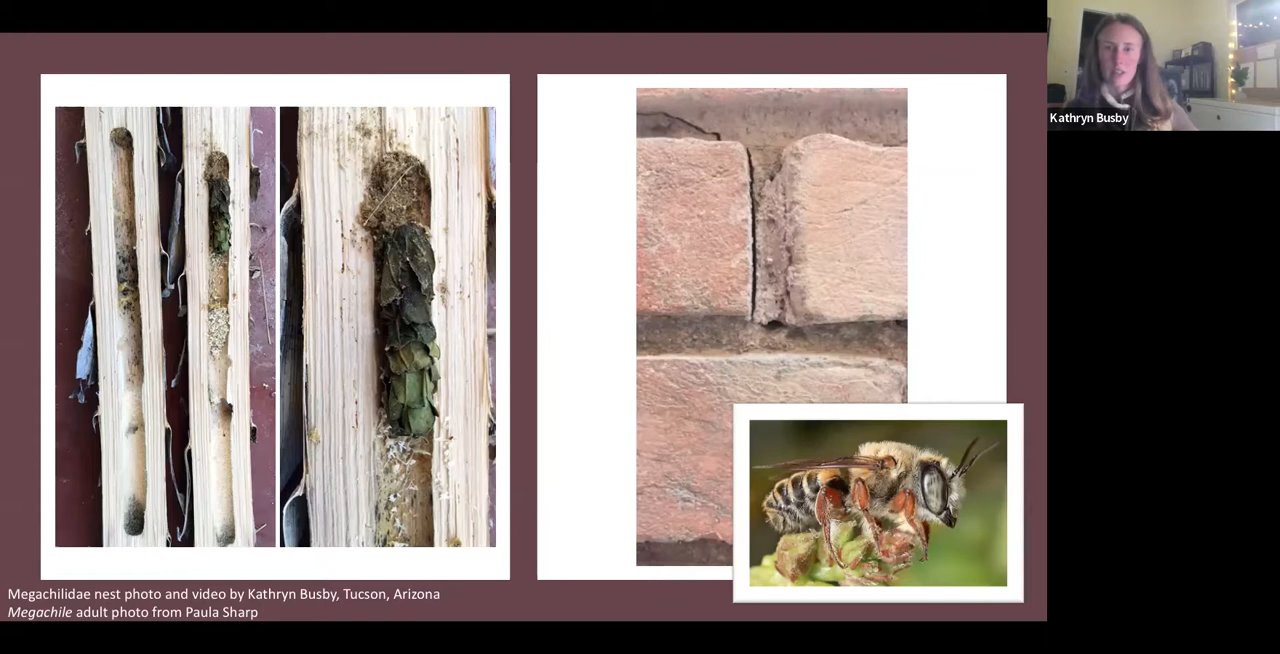 Kathryn Busby
Megachilidae nest photo and video by Kathryn Busby, Tucson, Arizona
Megachile adult photo from Paula Sharp